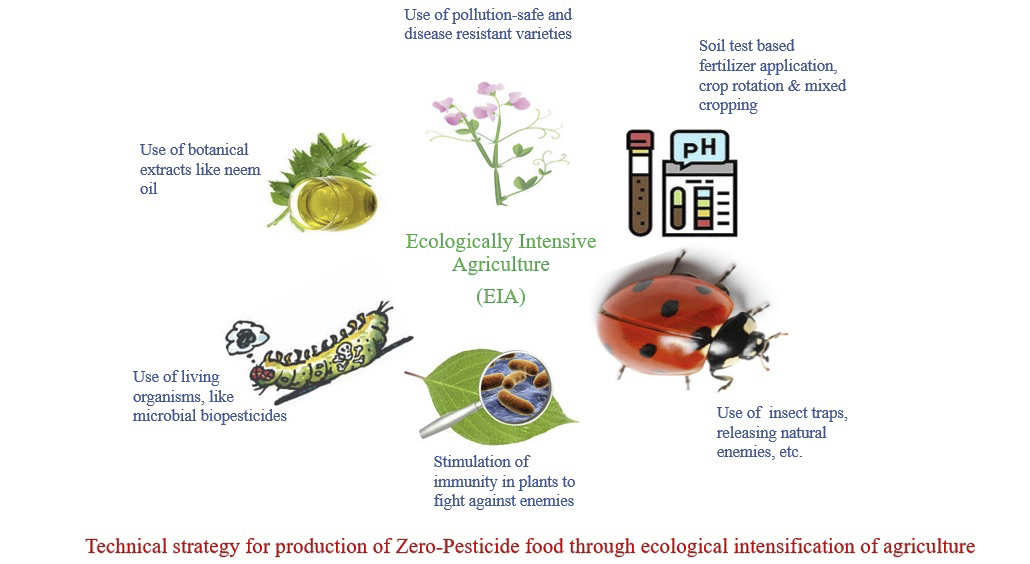 Use of pollution-safe and
disease resistant varieties
Soil test based
fertilizer application,
crop rotation & mixed
cropping
PH
Use of botanical
extracts like neem
oil
Ecologically Intensive
Agriculture
(EIA)
Use of living
organisms, like
microbial biopesticides
Use of  insect traps,
releasing natural
enemies, etc.
Stimulation of
immunity in plants to
fight against enemies
Technical strategy for production of Zero-Pesticide food through ecological intensification of agriculture